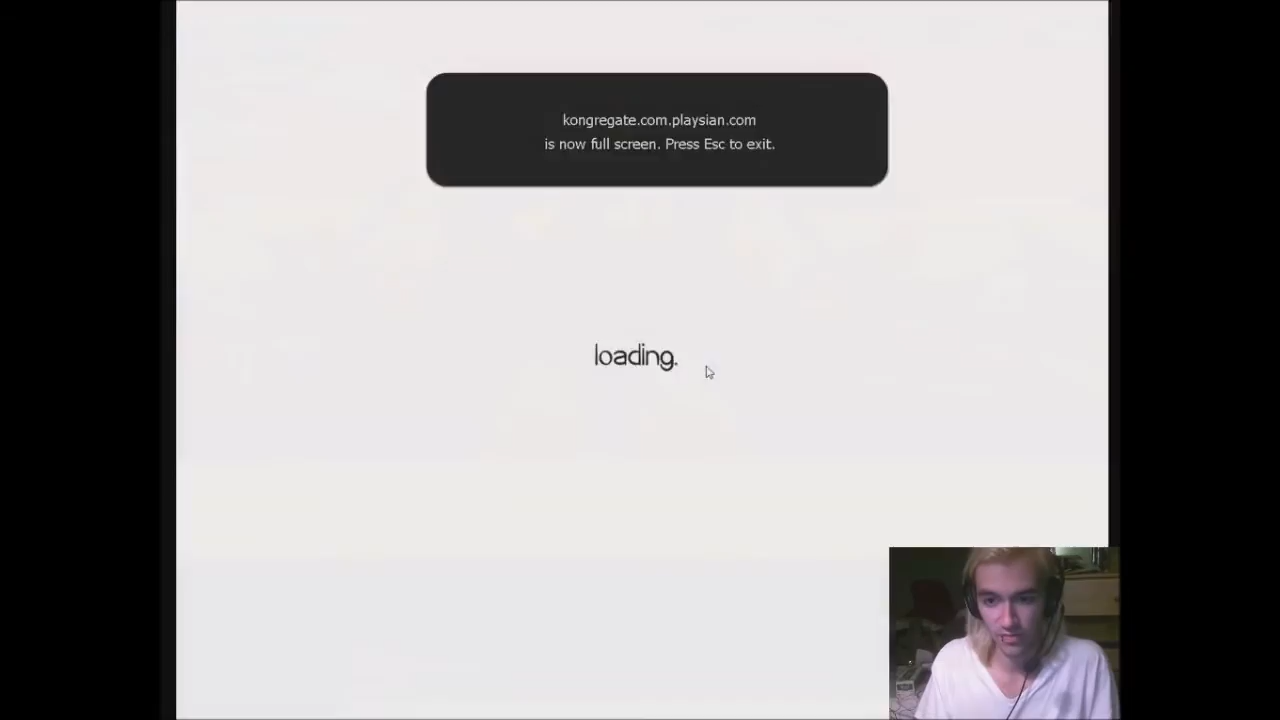 kongregate.com.playsian.com
is now full screen. Press Esc to exit.
loading.